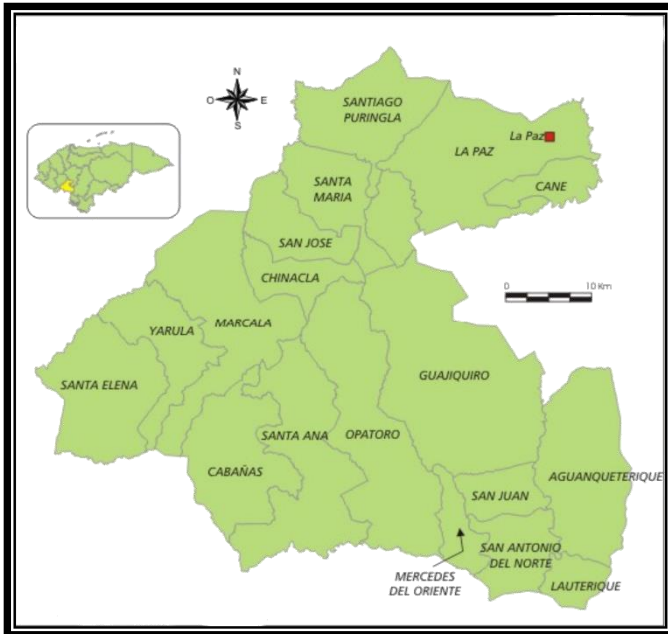 N
O E
S
SANTIAGO
PURINGLA
La Paz
LA PAZ
CANE
SANTA
MARIA
SAN JOSE
CHINACLA
0 10 Km
MARCALA
YARULA
GUAJIQUIRO
SANTA ELENA
SANTA ANA
OPATORO
CABAÑAS
AGUANQUETERIQUE
SAN JUAN
SAN ANTONIO
DEL NORTE
MERCEDES
DEL ORIENTE
LAUTERIQUE